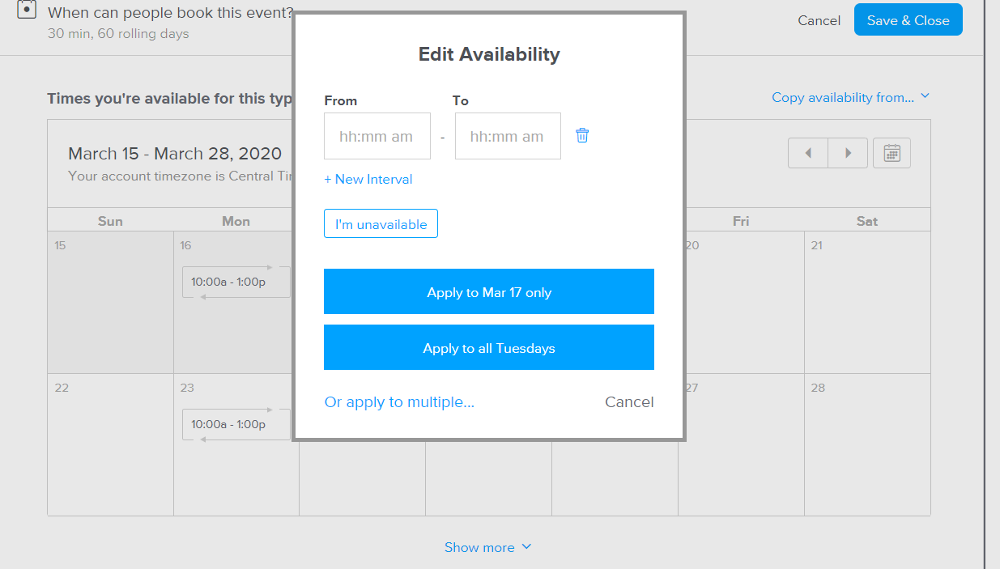 When can people book this event?
30 min, 60 rolling days
Cancel
Save & Close
Edit Availability
Times you're available for this typ
Copy availability from...
From
To
hh:mm am
-
hh:mm am
March 15 - March 28, 2020
Your account timezone is Central Ti
+ New Interval
I'm unavailable
Sun
Mon
Fri
Sat
15
16
20
21
10:00a - 1:00p
Apply to Mar 17 only
Apply to all Tuesdays
22
23
27
28
10:00a - 1:00p
Or apply to multiple...
Cancel
Show more